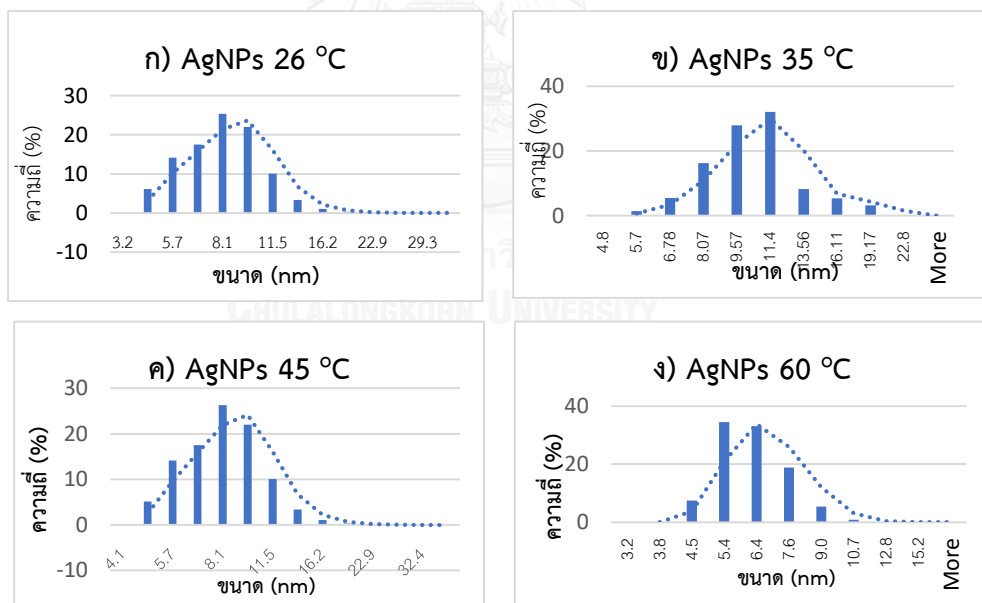 ก) AgNPs 26 °C
ความถี่ (%)
30
20
10
0
-10
3.2 5.7 8.1 11.5 16.2 22.9 29.3
ขนาด (nm)
ข) AgNPs 35 °C
ความถี่ (%)
40
20
0
4.8 5.7 6.78 8.07 9.57 11.4 13.56 16.11 19.17 22.8 More
ขนาด (nm)
CHULALONGKORN UNIVERSITY
ค) AgNPs 45 °C
ความถี่ (%)
30
20
10
0
-10
4.1 5.7 8.1 11.5 16.2 22.9 32.4
ขนาด (nm)
ง) AgNPs 60 °C
ความถี่ (%)
40
20
0
3.2 3.8 4.5 5.4 6.4 7.6 9.0 10.7 12.8 15.2 More
ขนาด (nm)